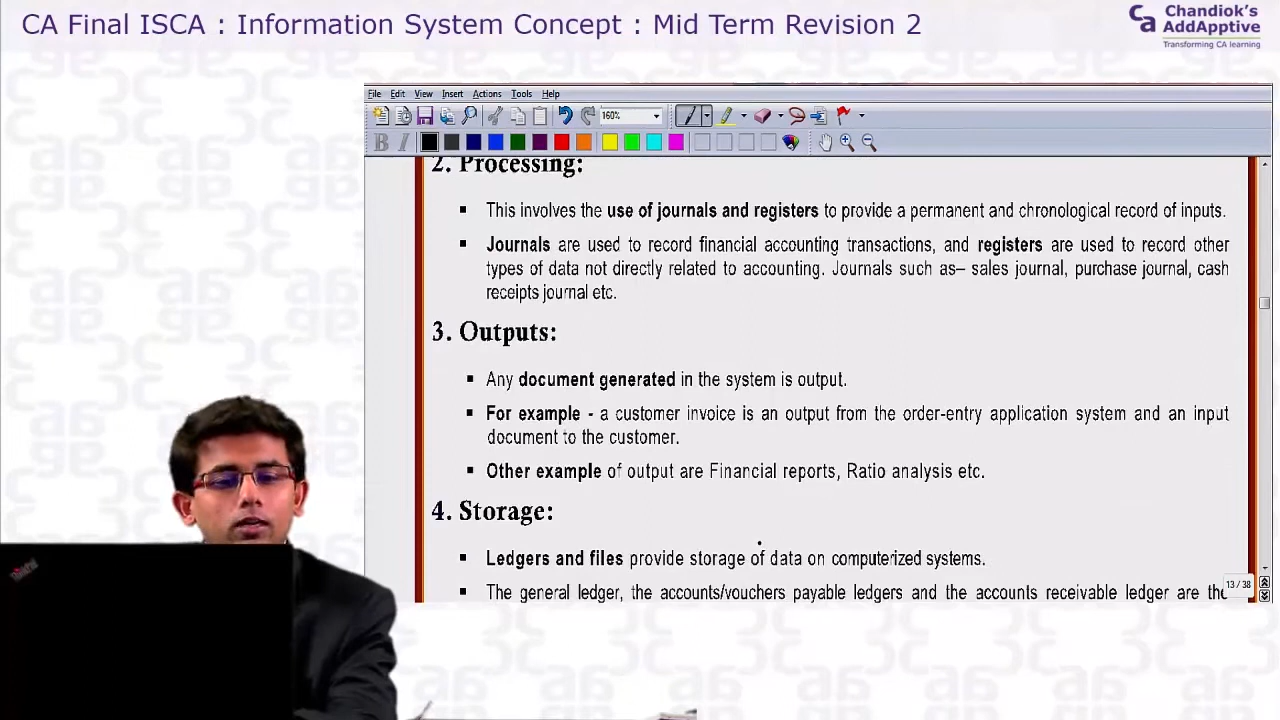 CA Final ISCA : Information System Concept : Mid Term Revision 2
Ca Chandiok's
AddApptive
Transforming CA learning
File Edit View Insert Actions Tools Help
160%
B I
2. Processing:
▪ This involves the use of journals and registers to provide a permanent and chronological record of inputs.
▪ Journals are used to record financial accounting transactions, and registers are used to record other
types of data not directly related to accounting. Journals such as– sales journal, purchase journal, cash
receipts journal etc.
3. Outputs:
▪ Any document generated in the system is output.
▪ For example - a customer invoice is an output from the order-entry application system and an input
document to the customer.
▪ Other example of output are Financial reports, Ratio analysis etc.
4. Storage:
▪ Ledgers and files provide storage of data on computerized systems.
▪ The general ledger, the accounts/vouchers payable ledgers and the accounts receivable ledger are the
13 / 38